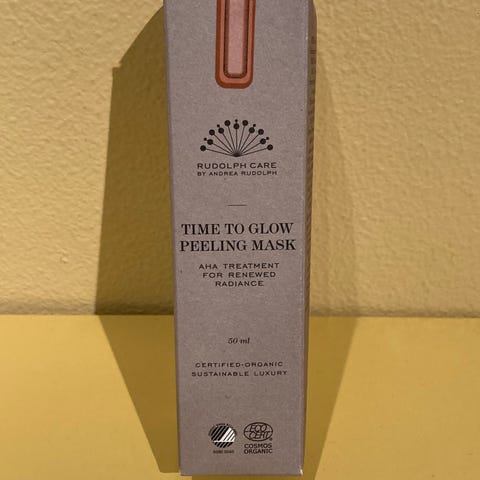 RUDOLPH CARE
BY ANDREA RUDOLPH
TIME TO GLOW
PEELING MASK
AHA TREATMENT
FOR RENEWED
RADIANCE
50 ml
CERTIFIED-ORGANIC
SUSTAINABLE LUXURY
ECO
CERT
COSMOS
ORGANIC